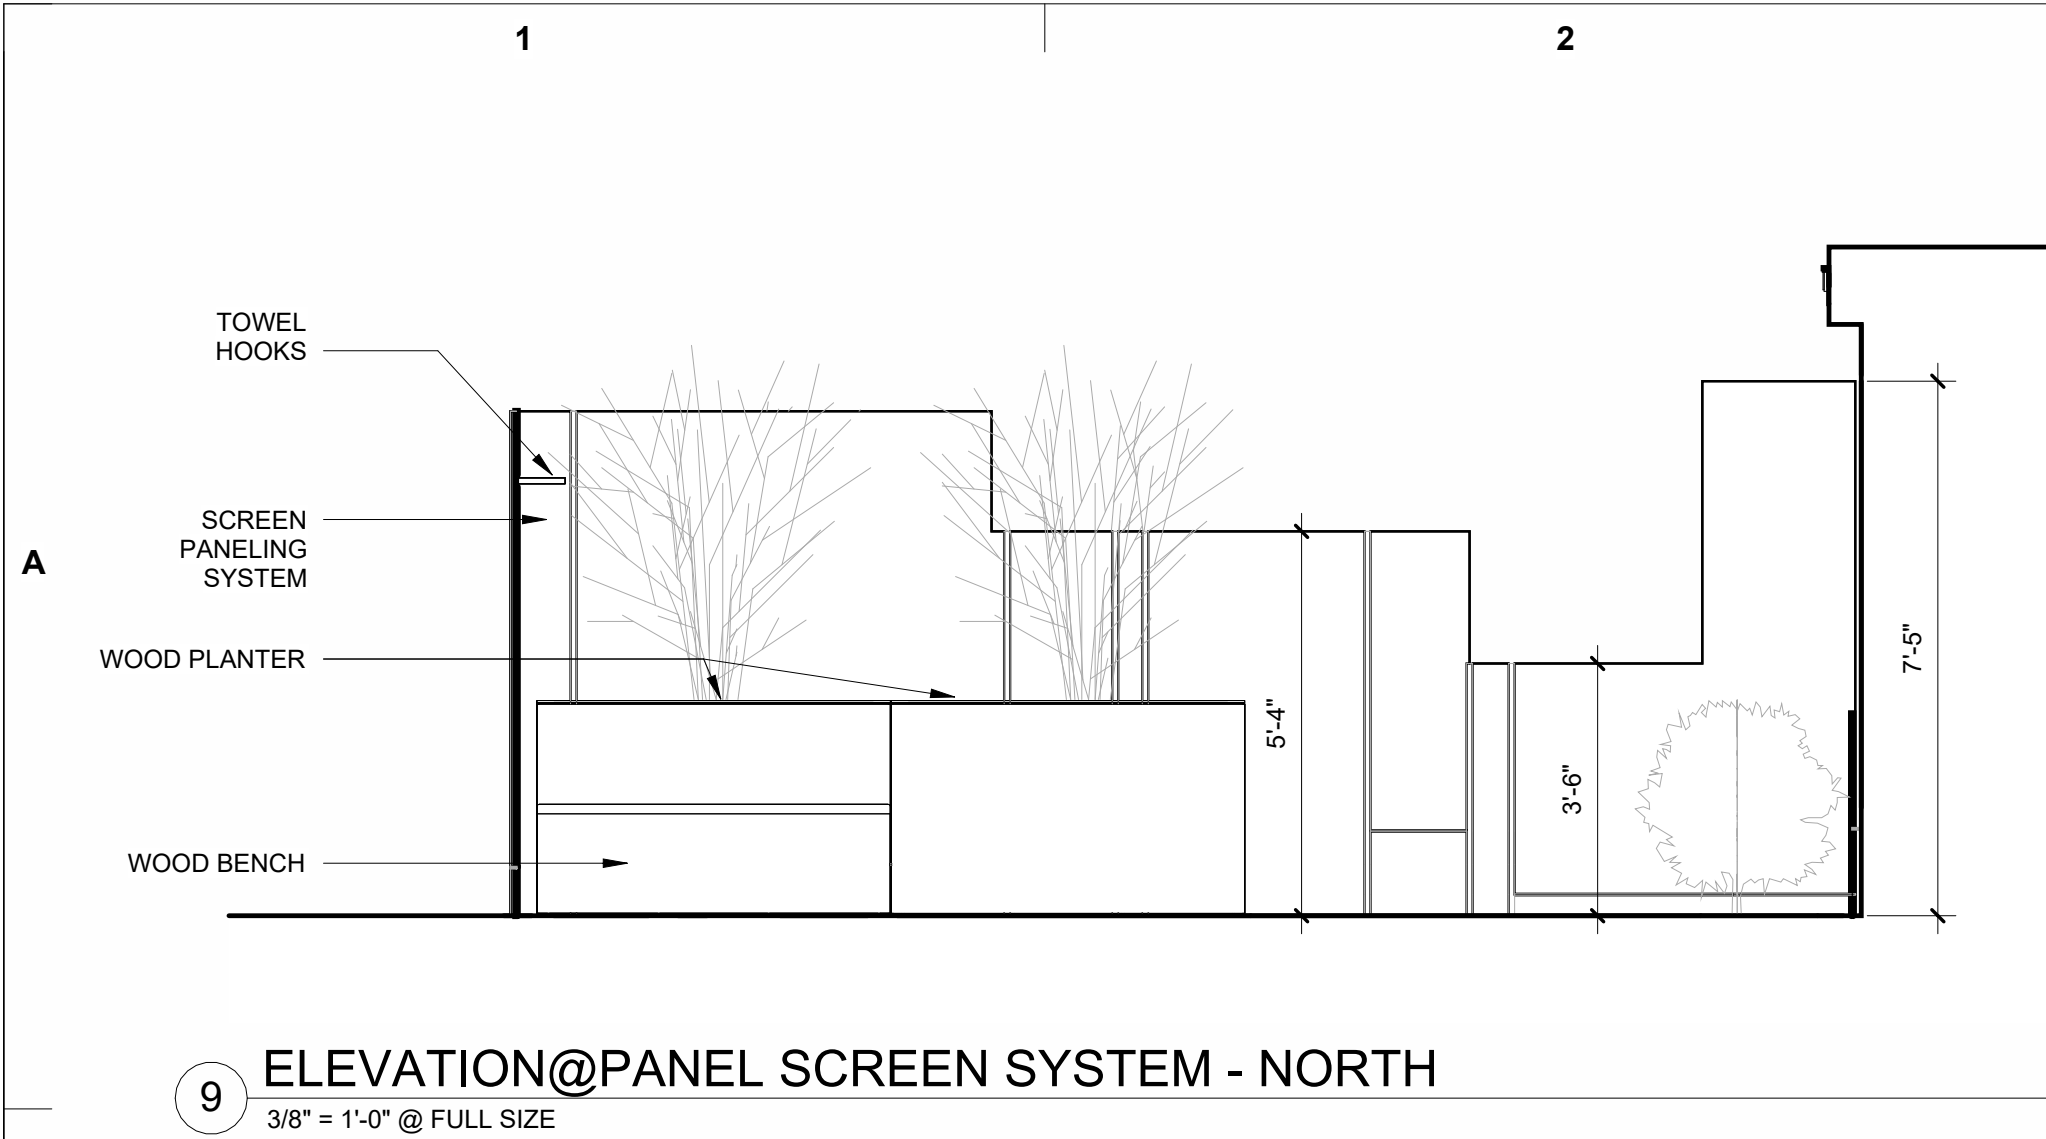 1
2
TOWEL
HOOKS
SCREEN
PANELING
SYSTEM
A
WOOD PLANTER
WOOD BENCH
5'-4"
3'-6"
7'-5"
9
ELEVATION@PANEL SCREEN SYSTEM - NORTH
3/8" = 1'-0" @ FULL SIZE